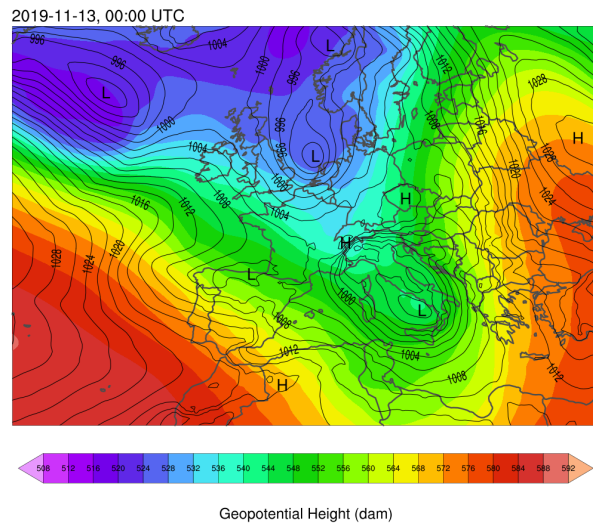 2019-11-13, 00:00 UTC
996 1004 L 1000 1012
996 L 996 1028
1008 1016
1000 996 H
1004 996 L 1028
1020
1000 1024
1016 1012 1008 H
1004
1020 H
1028 1024 L
1000 L
1008
1012 1004
1008 1012
H
508 512 516 520 524 528 532 536 540 544 548 552 556 560 564 568 572 576 580 584 588 592
Geopotential Height (dam)